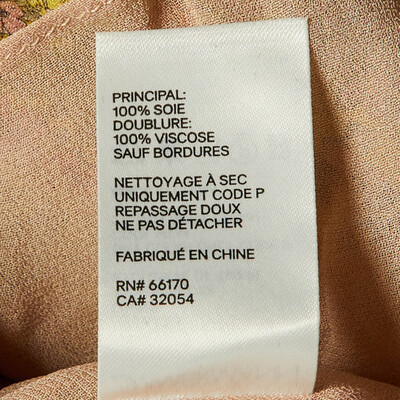 PRINCIPAL:
100% SOIE
DOUBLURE:
100% VISCOSE
SAUF BORDURES
NETTOYAGE À SEC
UNIQUEMENT CODE P
REPASSAGE DOUX
NE PAS DÉTACHER
FABRIQUÉ EN CHINE
RN# 66170
CA# 32054